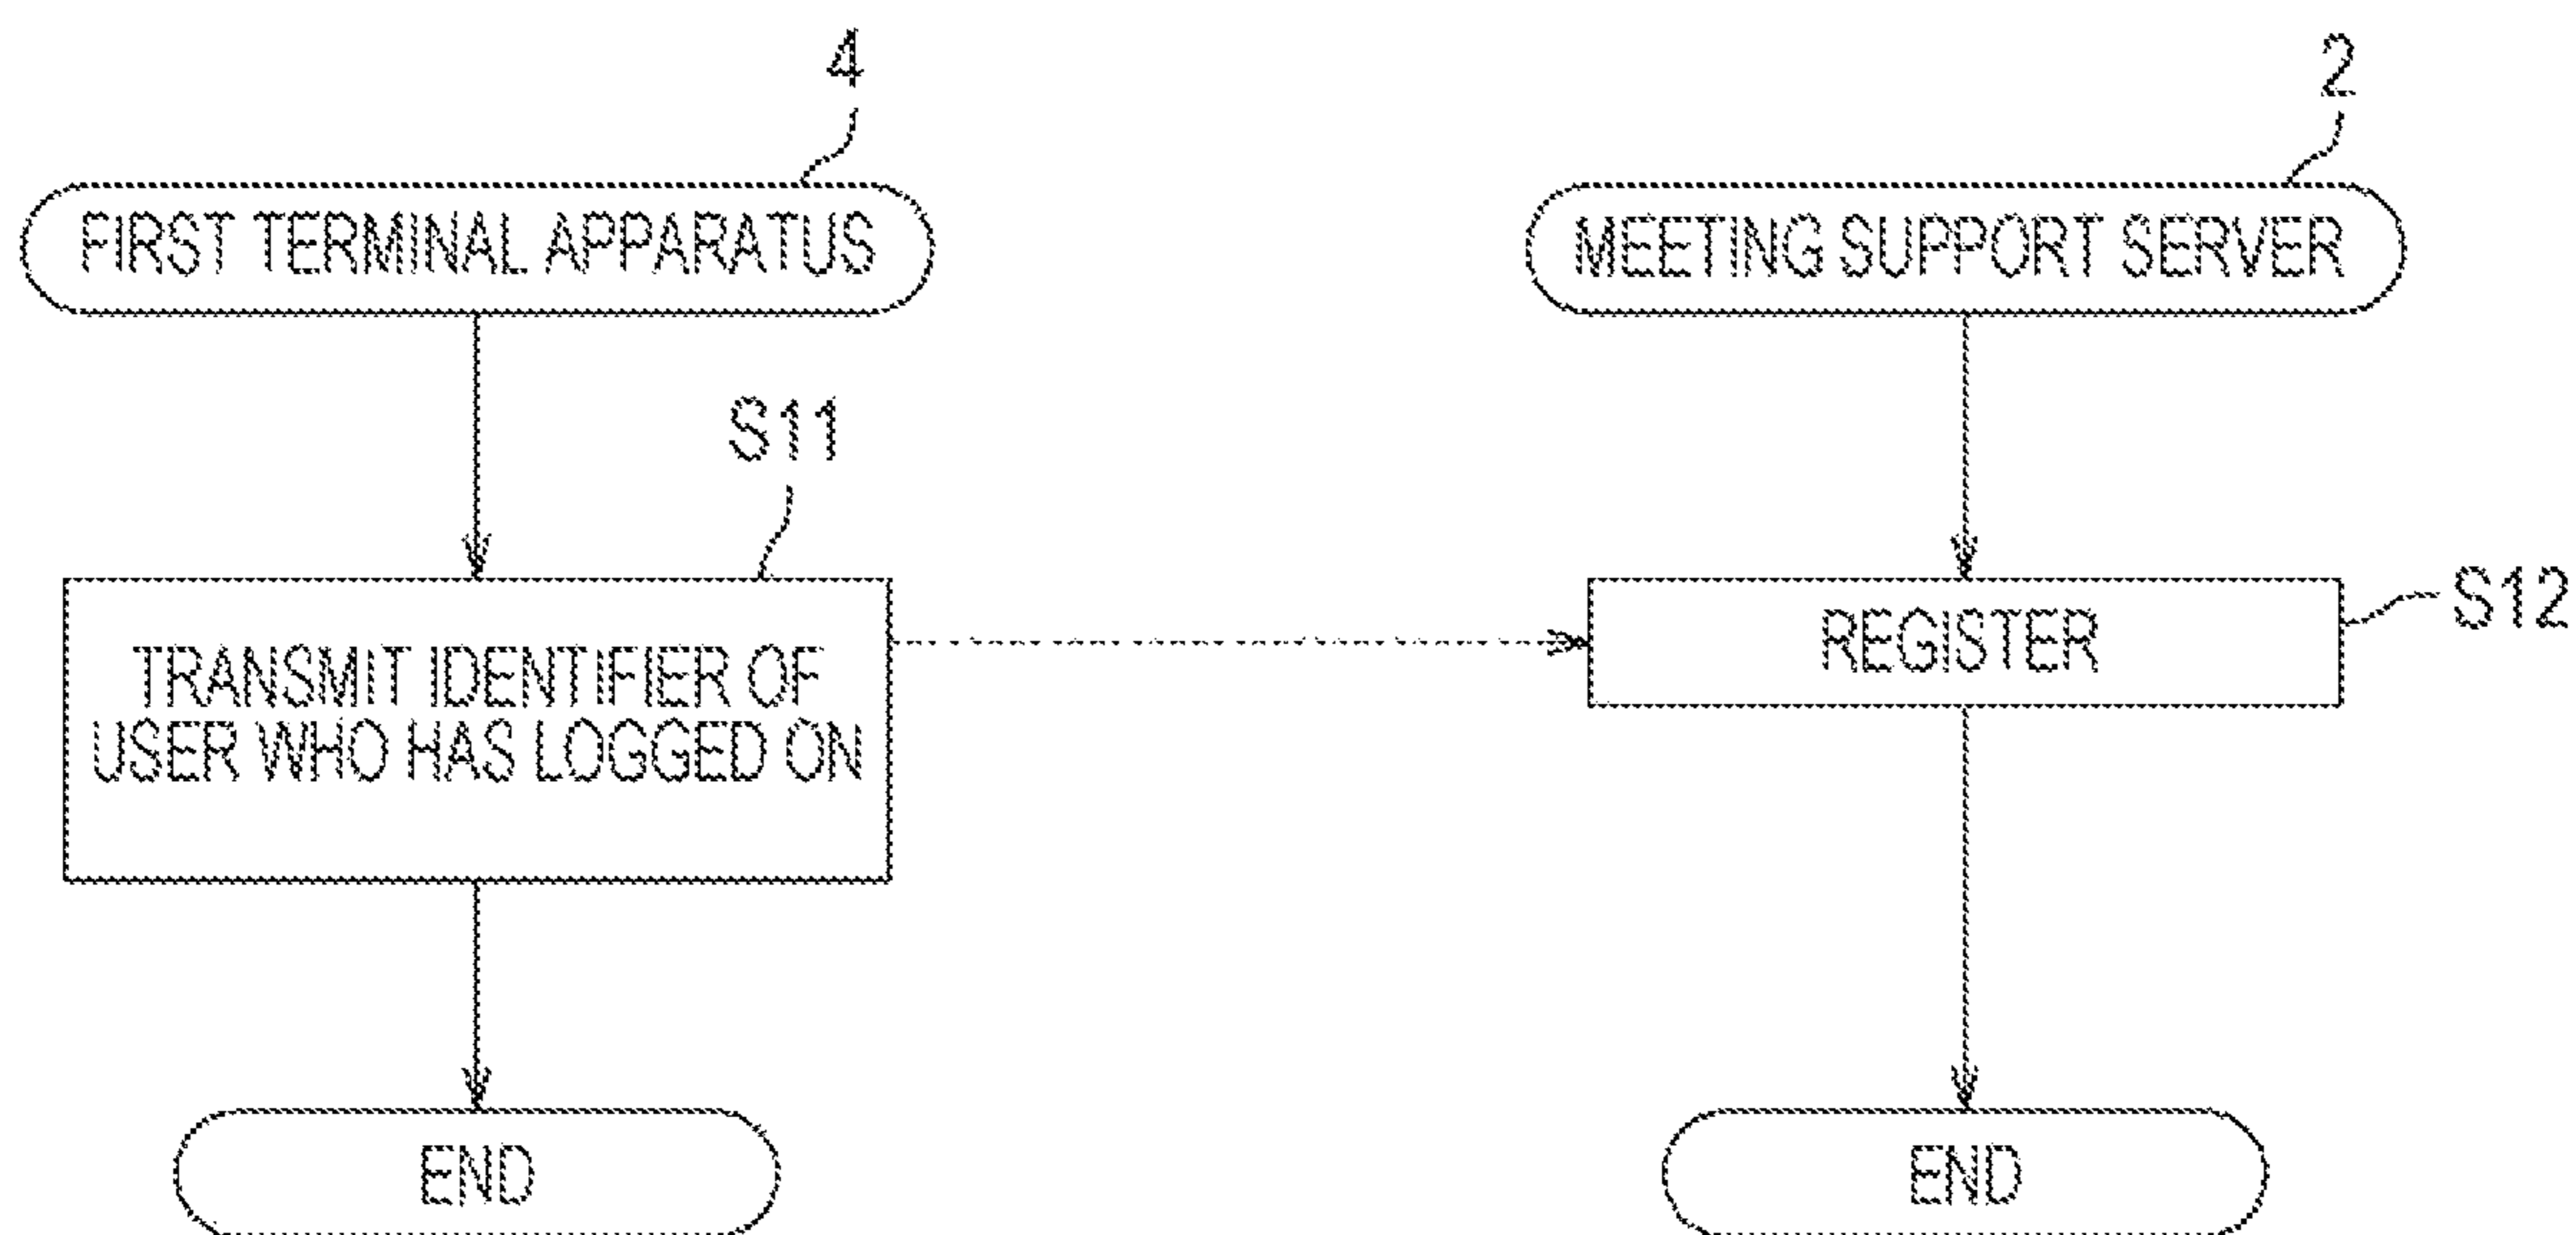 4
FIRST TERMINAL APPARATUS
S11
TRANSMIT IDENTIFIER OF
USER WHO HAS LOGGED ON
END
2
MEETING SUPPORT SERVER
REGISTER
S12
END